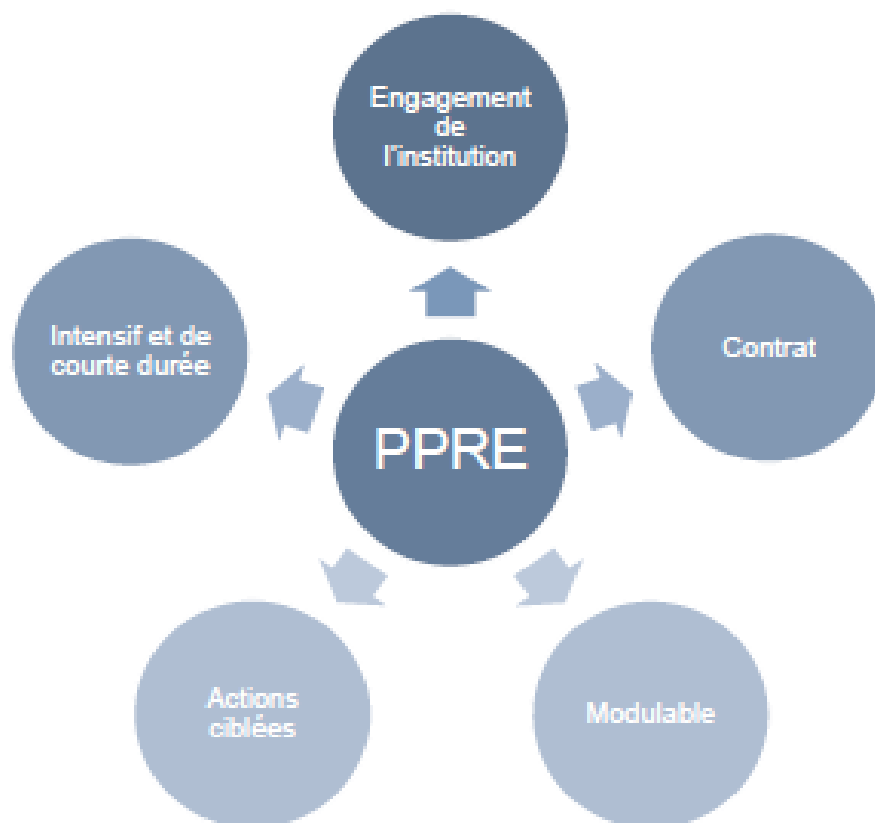 Engagement
de
l'institution
Intensif et de
courte durée
Contrat
PPRE
Actions
ciblées
Modulable